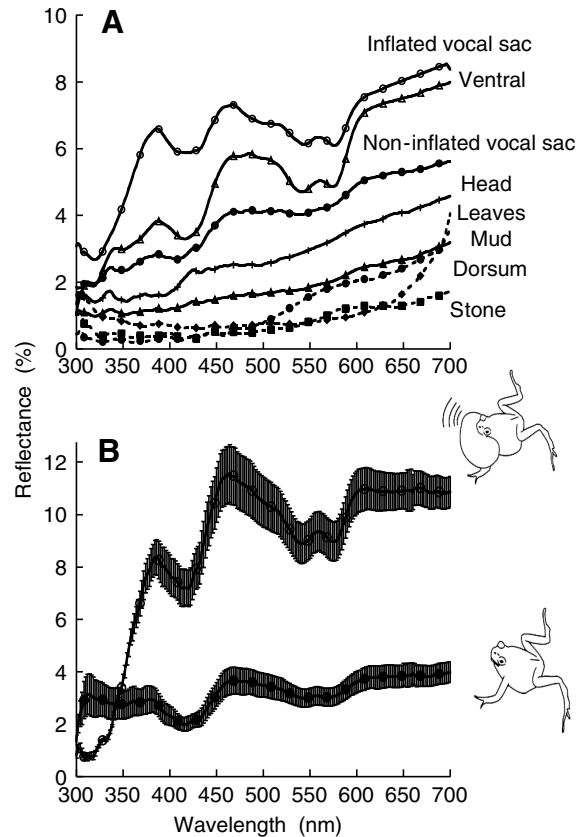 A
10
Inflated vocal sac
8
Ventral
6
Non-inflated vocal sac
Head
4
Leaves
Mud
2
Dorsum
Stone
0
300 350 400 450 500 550 600 650 700
Reflectance (%)
B
12
10
8
6
4
2
0
300 350 400 450 500 550 600 650 700
Wavelength (nm)